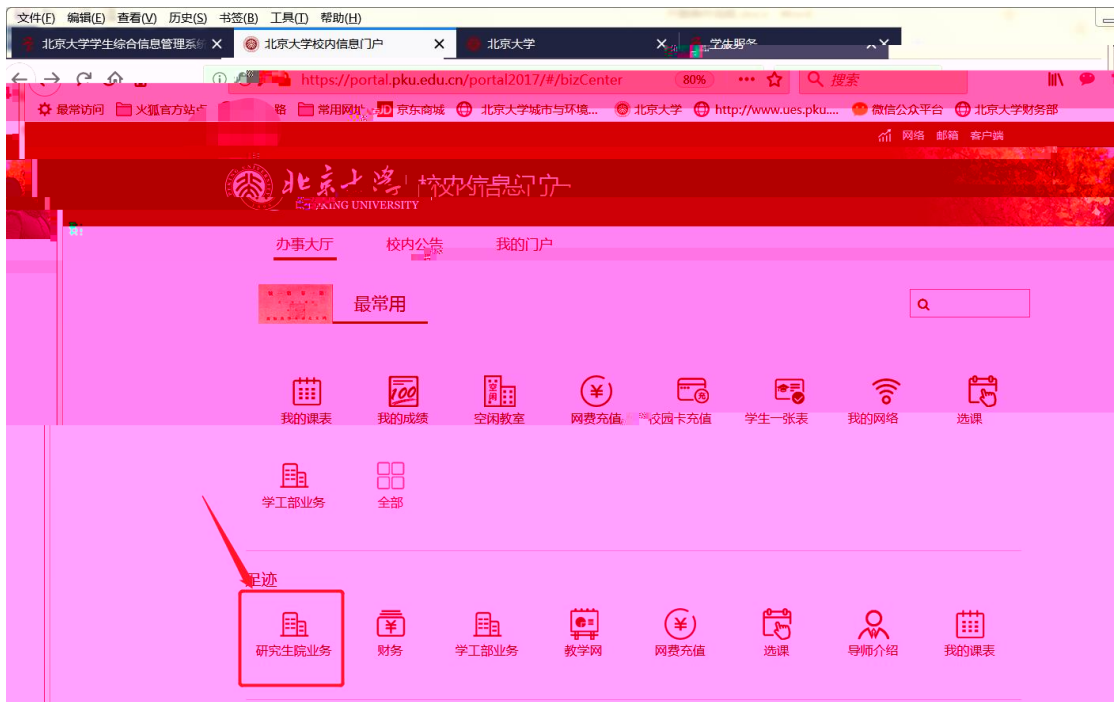 文件(F) 编辑(E) 查看(V) 历史(S) 书签(B) 工具(T) 帮助(H)
北京大学学生综合信息管理系统 北京大学校内信息门户 北京大学
https://portal.pku.edu.cn/portal2017/#/bizCenter 80% 搜索
最常访问 火狐官方站点 常用网址 JD 京东商城 北京大学城市与环境... 北京大学 http://www.ues.pku.... 微信公众平台 北京大学财务部
网络 邮箱 客户端
北京大学 校内信息门户
UNIVERSITY
办事大厅 校内公告 我的门户
最常用
我的课表 我的成绩 空闲教室 网费充值 校园卡充值 学生一张表 我的网络 选课
学工部业务 全部
足迹
研究生院业务 财务 学工部业务 教学网 网费充值 选课 导师介绍 我的课表